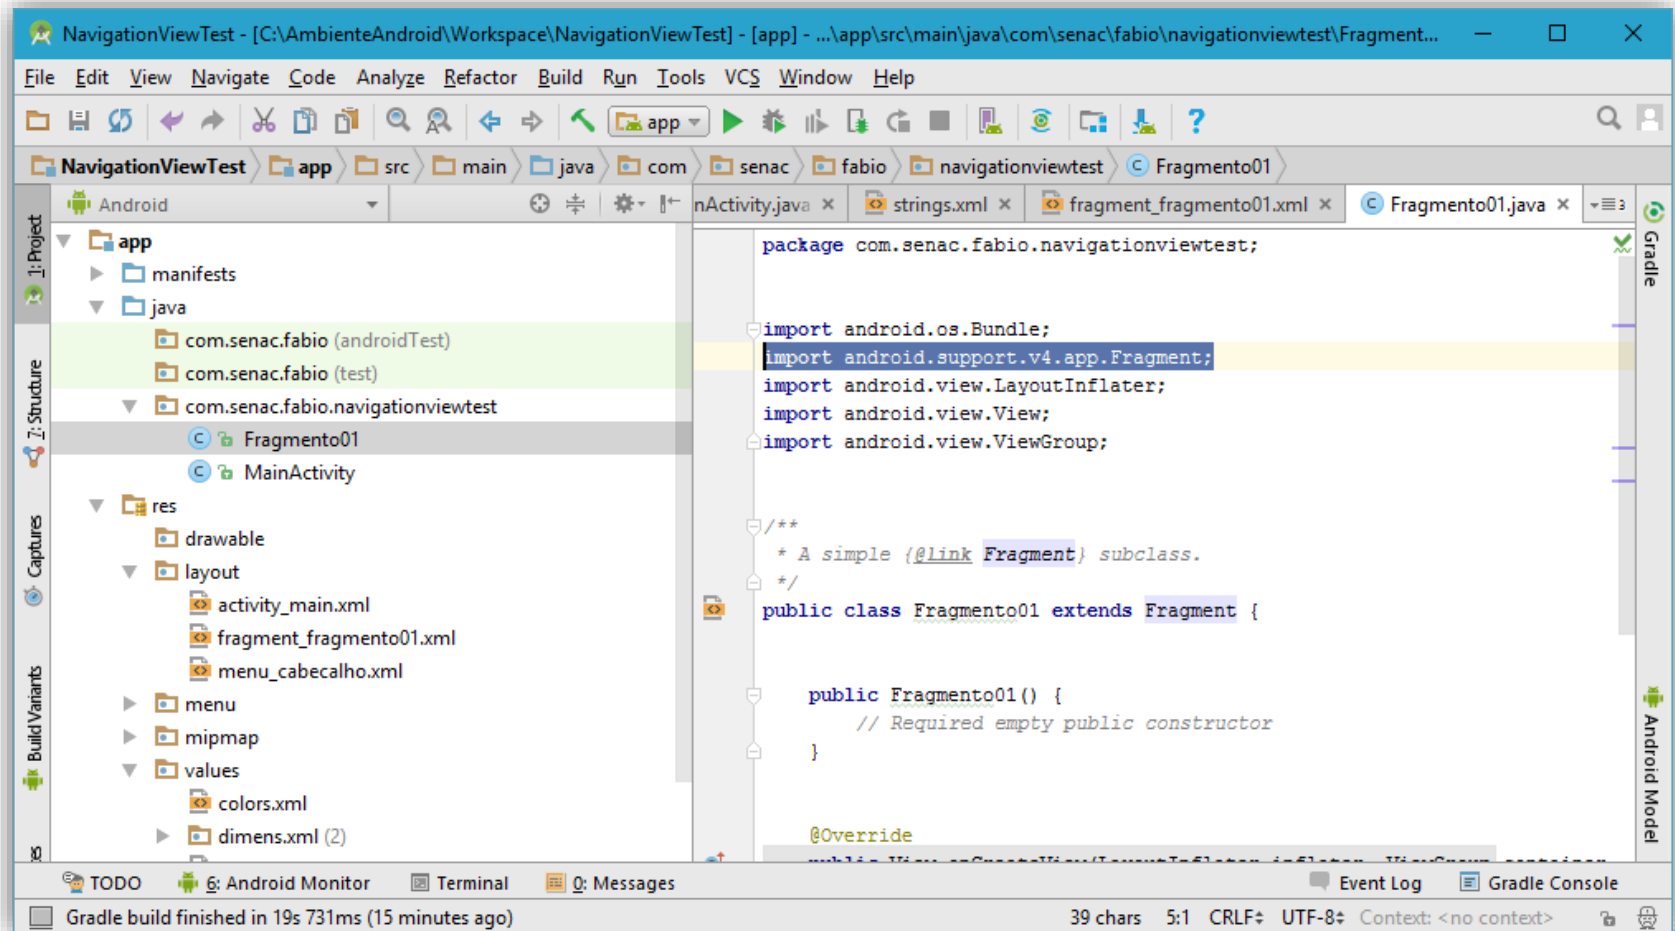 NavigationViewTest - [C:\AmbienteAndroid\Workspace\NavigationViewTest] - [app] - ...\app\src\main\java\com\senac\fabio\navigationviewtest\Fragment...
File Edit View Navigate Code Analyze Refactor Build Run Tools VCS Window Help
app
NavigationViewTest app src main java com senac fabio navigationviewtest Fragmento01
Android
nActivity.java strings.xml fragment_fragmento01.xml Fragmento01.java 3
1: Project
7: Structure
Captures
Build Variants
app
manifests
java
com.senac.fabio (androidTest)
com.senac.fabio (test)
com.senac.fabio.navigationviewtest
Fragmento01
MainActivity
res
drawable
layout
activity_main.xml
fragment_fragmento01.xml
menu_cabecalho.xml
menu
mipmap
values
colors.xml
dimens.xml (2)
package com.senac.fabio.navigationviewtest;
import android.os.Bundle;
import android.support.v4.app.Fragment;
import android.view.LayoutInflater;
import android.view.View;
import android.view.ViewGroup;
/**
* A simple {@link Fragment} subclass.
*/
public class Fragmento01 extends Fragment {
public Fragmento01() {
// Required empty public constructor
}
@Override
public View onCreateView(LayoutInflater inflater, ViewGroup container
Gradle
Android Model
TODO 6: Android Monitor Terminal 0: Messages Event Log Gradle Console
Gradle build finished in 19s 731ms (15 minutes ago) 39 chars 5:1 CRLF UTF-8 Context: <no context>